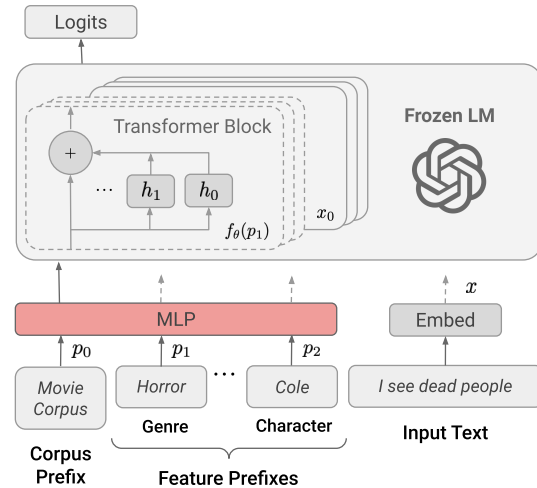 Logits
Transformer Block
Frozen LM
+
...
h₁
h₀
x₀
f_θ(p₁)
x
MLP
Embed
p₀
p₁
p₂
Movie
Corpus
Horror
...
Cole
I see dead people
Genre
Character
Input Text
Corpus
Prefix
Feature Prefixes